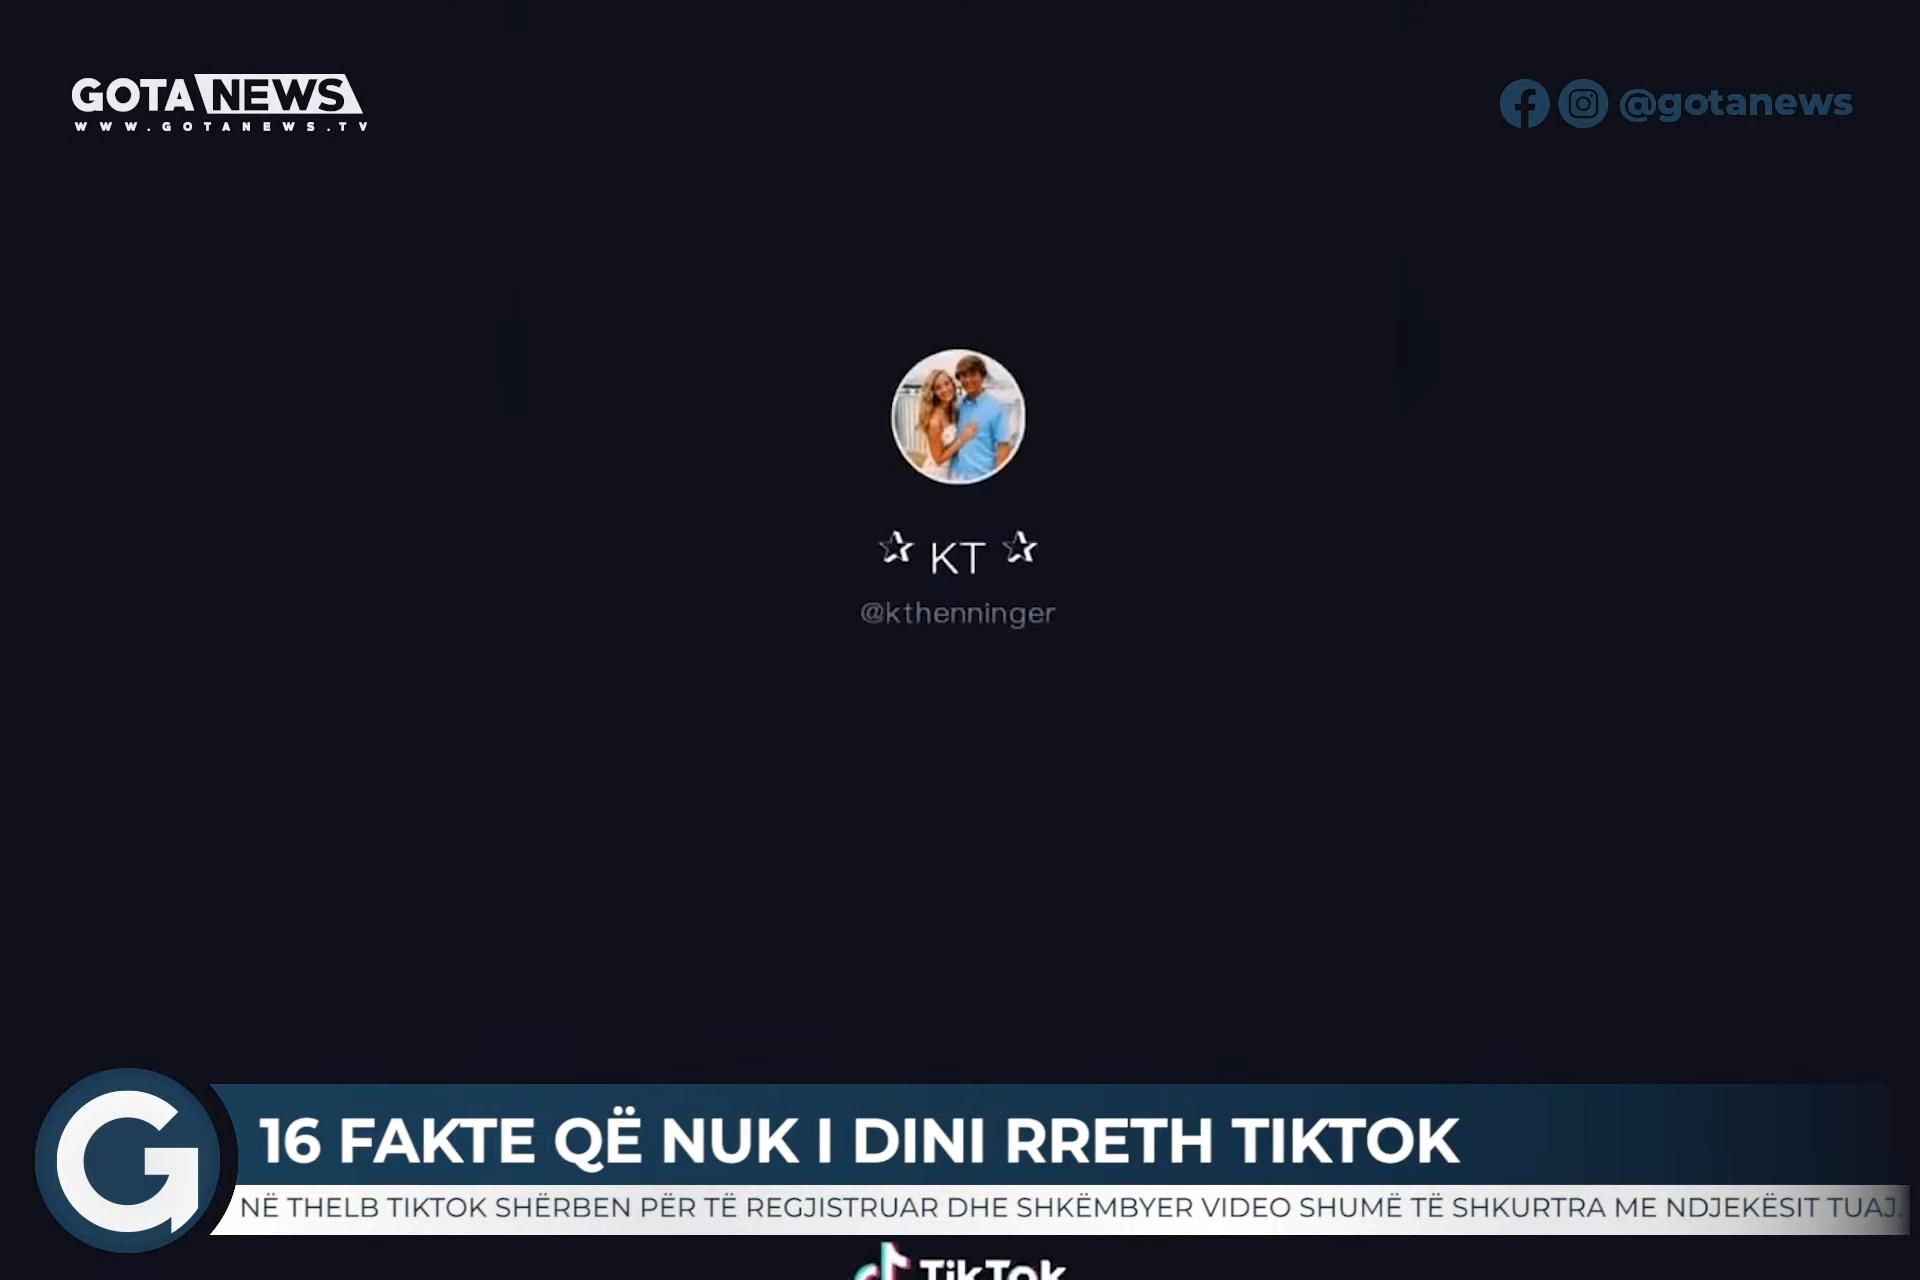 GOTA NEWS
WWW.GOTANEWS.TV
@gotanews
☆ KT ☆
@kthenninger
16 FAKTE QË NUK I DINI RRETH TIKTOK
NË THELB TIKTOK SHËRBEN PËR TË REGJISTRUAR DHE SHKËMBYER VIDEO SHUMË TË SHKURTRA ME NDJEKËSIT TUAJ.
G
TikTok